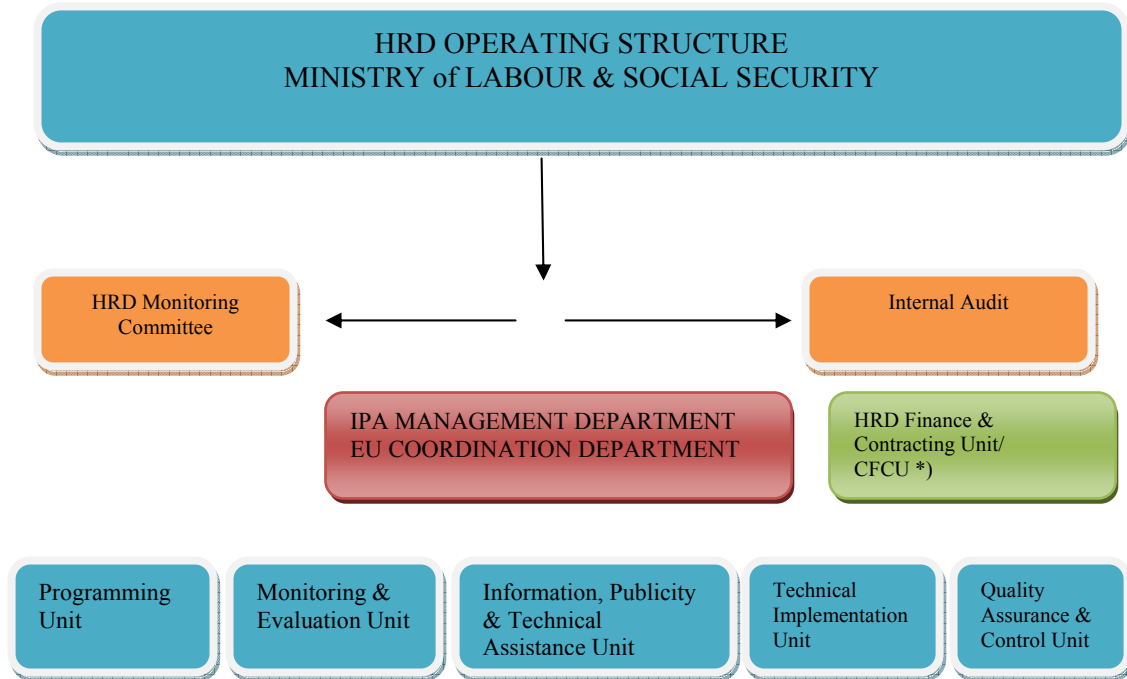 HRD OPERATING STRUCTURE
MINISTRY of LABOUR & SOCIAL SECURITY
HRD Monitoring
Committee
Internal Audit
IPA MANAGEMENT DEPARTMENT
EU COORDINATION DEPARTMENT
HRD Finance &
Contracting Unit/
CFCU *)
Programming
Unit
Monitoring &
Evaluation Unit
Information, Publicity
& Technical
Assistance Unit
Technical
Implementation
Unit
Quality
Assurance &
Control Unit